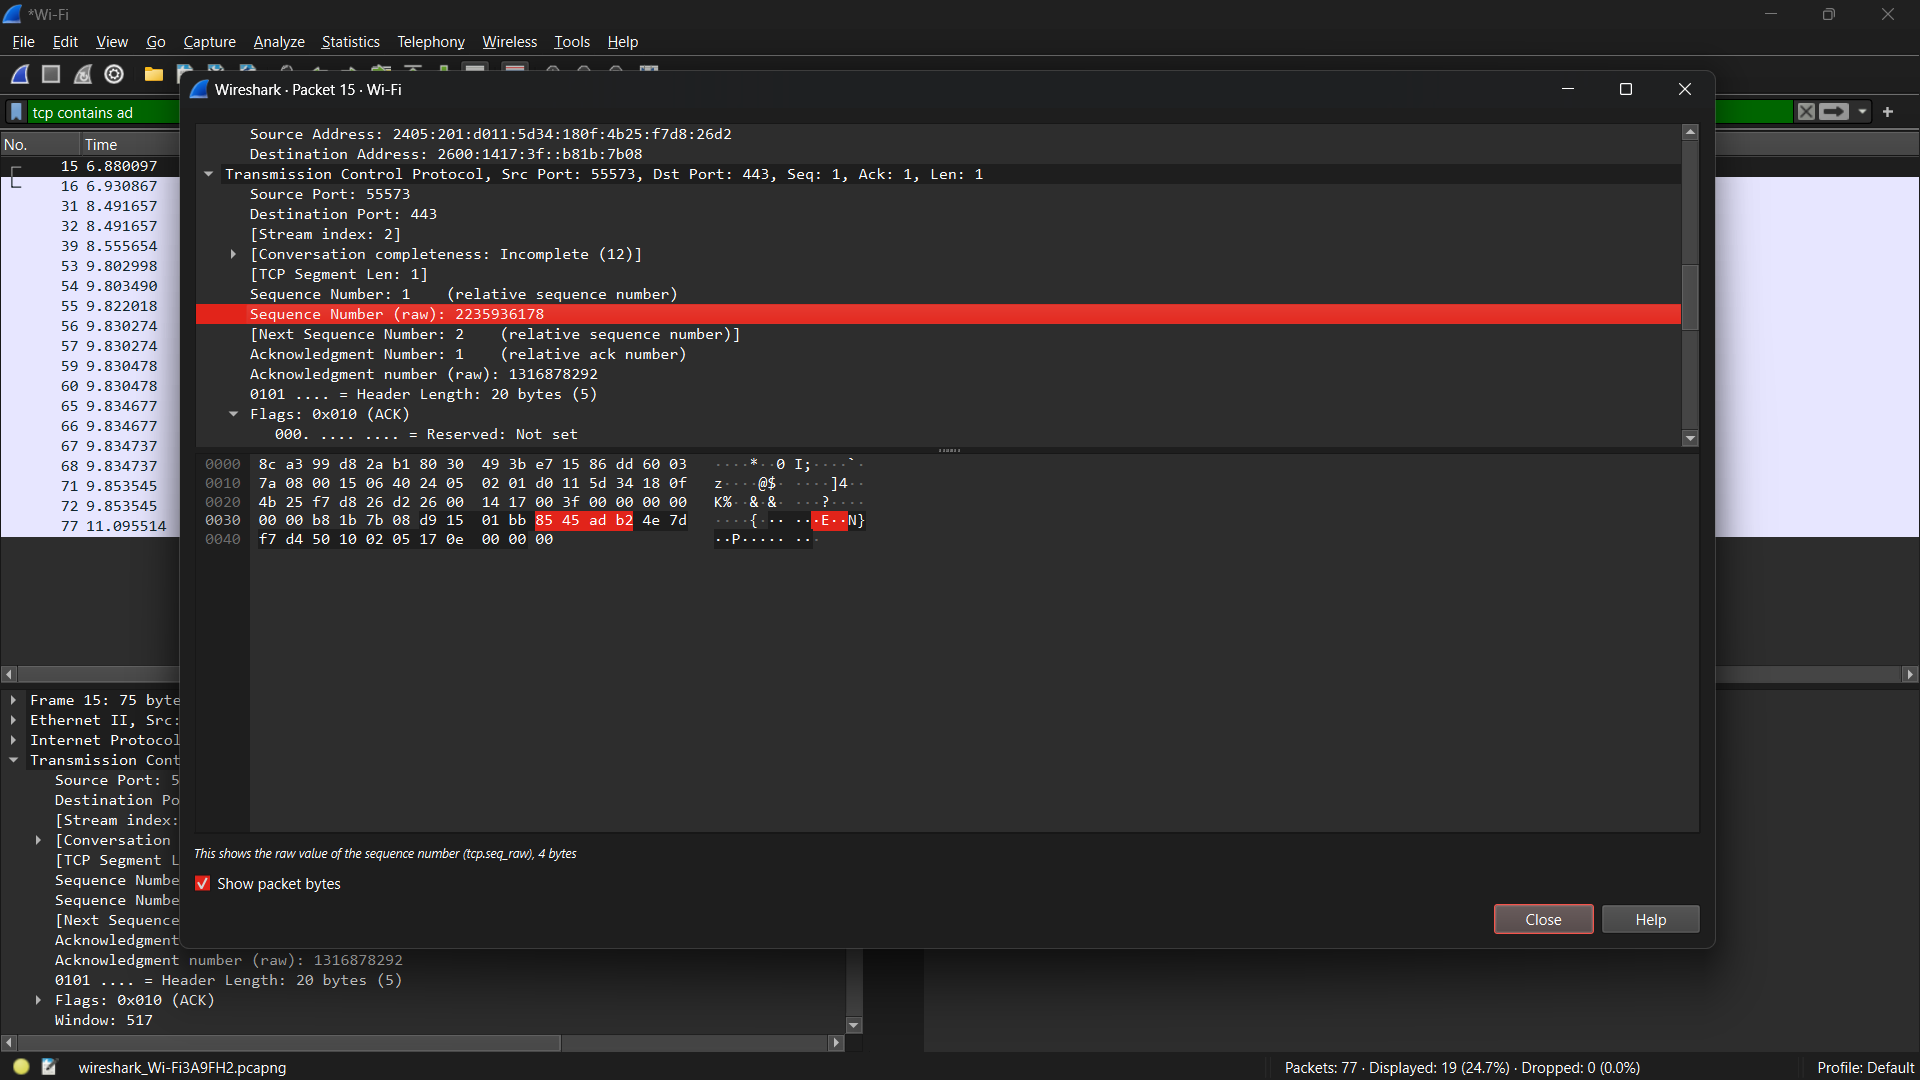 *Wi-Fi
File Edit View Go Capture Analyze Statistics Telephony Wireless Tools Help
tcp contains ad
No. Time
15 6.880097
16 6.930867
31 8.491657
32 8.491657
39 8.555654
53 9.802998
54 9.803490
55 9.822018
56 9.830274
57 9.830274
59 9.830478
60 9.830478
65 9.834677
66 9.834677
67 9.834737
68 9.834737
71 9.853545
72 9.853545
77 11.095514
Wireshark · Packet 15 · Wi-Fi
Source Address: 2405:201:d011:5d34:180f:4b25:f7d8:26d2
Destination Address: 2600:1417:3f::b81b:7b08
Transmission Control Protocol, Src Port: 55573, Dst Port: 443, Seq: 1, Ack: 1, Len: 1
Source Port: 55573
Destination Port: 443
[Stream index: 2]
[Conversation completeness: Incomplete (12)]
[TCP Segment Len: 1]
Sequence Number: 1    (relative sequence number)
Sequence Number (raw): 2235936178
[Next Sequence Number: 2    (relative sequence number)]
Acknowledgment Number: 1    (relative ack number)
Acknowledgment number (raw): 1316878292
0101 .... = Header Length: 20 bytes (5)
Flags: 0x010 (ACK)
000. .... .... = Reserved: Not set
0000 8c a3 99 d8 2a b1 80 30 49 3b e7 15 86 dd 60 03 ····*··0 I;····`·
0010 7a 08 00 15 06 40 24 05 02 01 d0 11 5d 34 18 0f z····@$· ····]4··
0020 4b 25 f7 d8 26 d2 26 00 14 17 00 3f 00 00 00 00 K%··&·&· ···?····
0030 00 00 b8 1b 7b 08 d9 15 01 bb 85 45 ad b2 4e 7d ····{··· ···E··N}
0040 f7 d4 50 10 02 05 17 0e 00 00 00 ··P····· ···
This shows the raw value of the sequence number (tcp.seq_raw), 4 bytes
Show packet bytes
Close Help
Frame 15: 75 byte
Ethernet II, Src:
Internet Protocol
Transmission Cont
Source Port: 5
Destination Po
[Stream index:
[Conversation
[TCP Segment L
Sequence Numbe
Sequence Numbe
[Next Sequence
Acknowledgment
Acknowledgment number (raw): 1316878292
0101 .... = Header Length: 20 bytes (5)
Flags: 0x010 (ACK)
Window: 517
wireshark_Wi-Fi3A9FH2.pcapng
Packets: 77 · Displayed: 19 (24.7%) · Dropped: 0 (0.0%)
Profile: Default